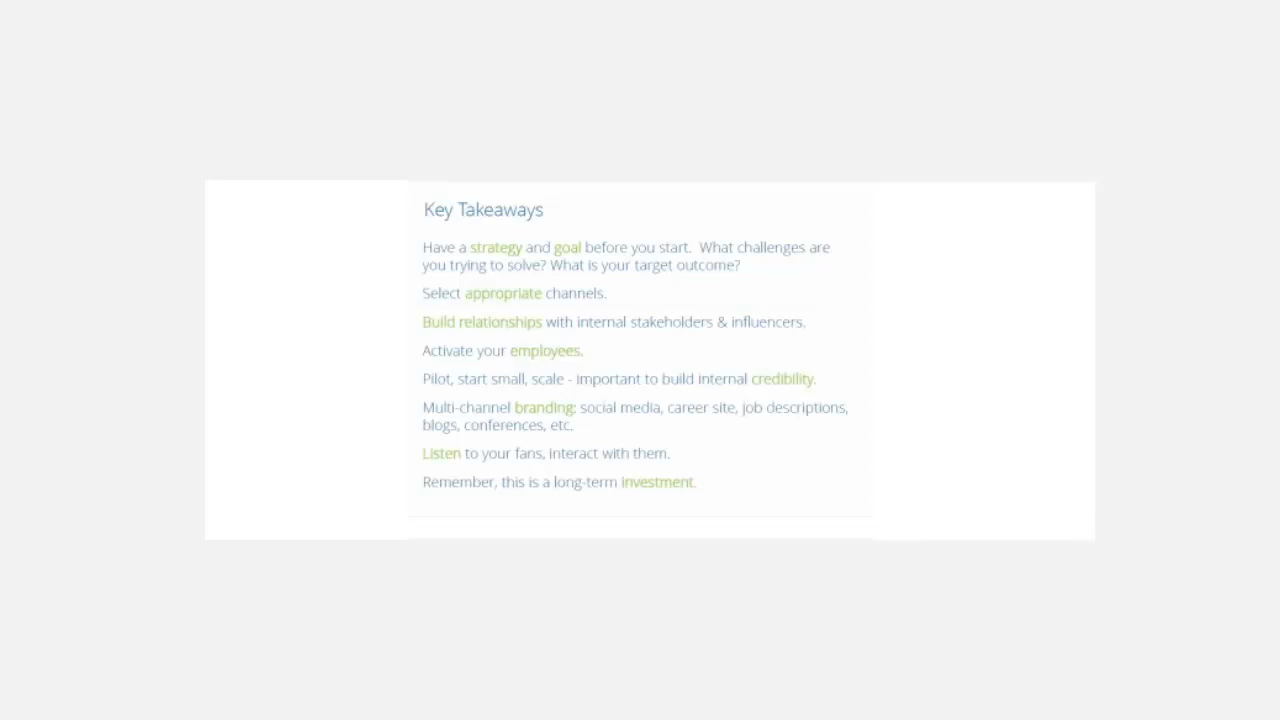 Key Takeaways
Have a strategy and goal before you start.  What challenges are
you trying to solve? What is your target outcome?
Select appropriate channels.
Build relationships with internal stakeholders & influencers.
Activate your employees.
Pilot, start small, scale - important to build internal credibility.
Multi-channel branding: social media, career site, job descriptions,
blogs, conferences, etc.
Listen to your fans, interact with them.
Remember, this is a long-term investment.